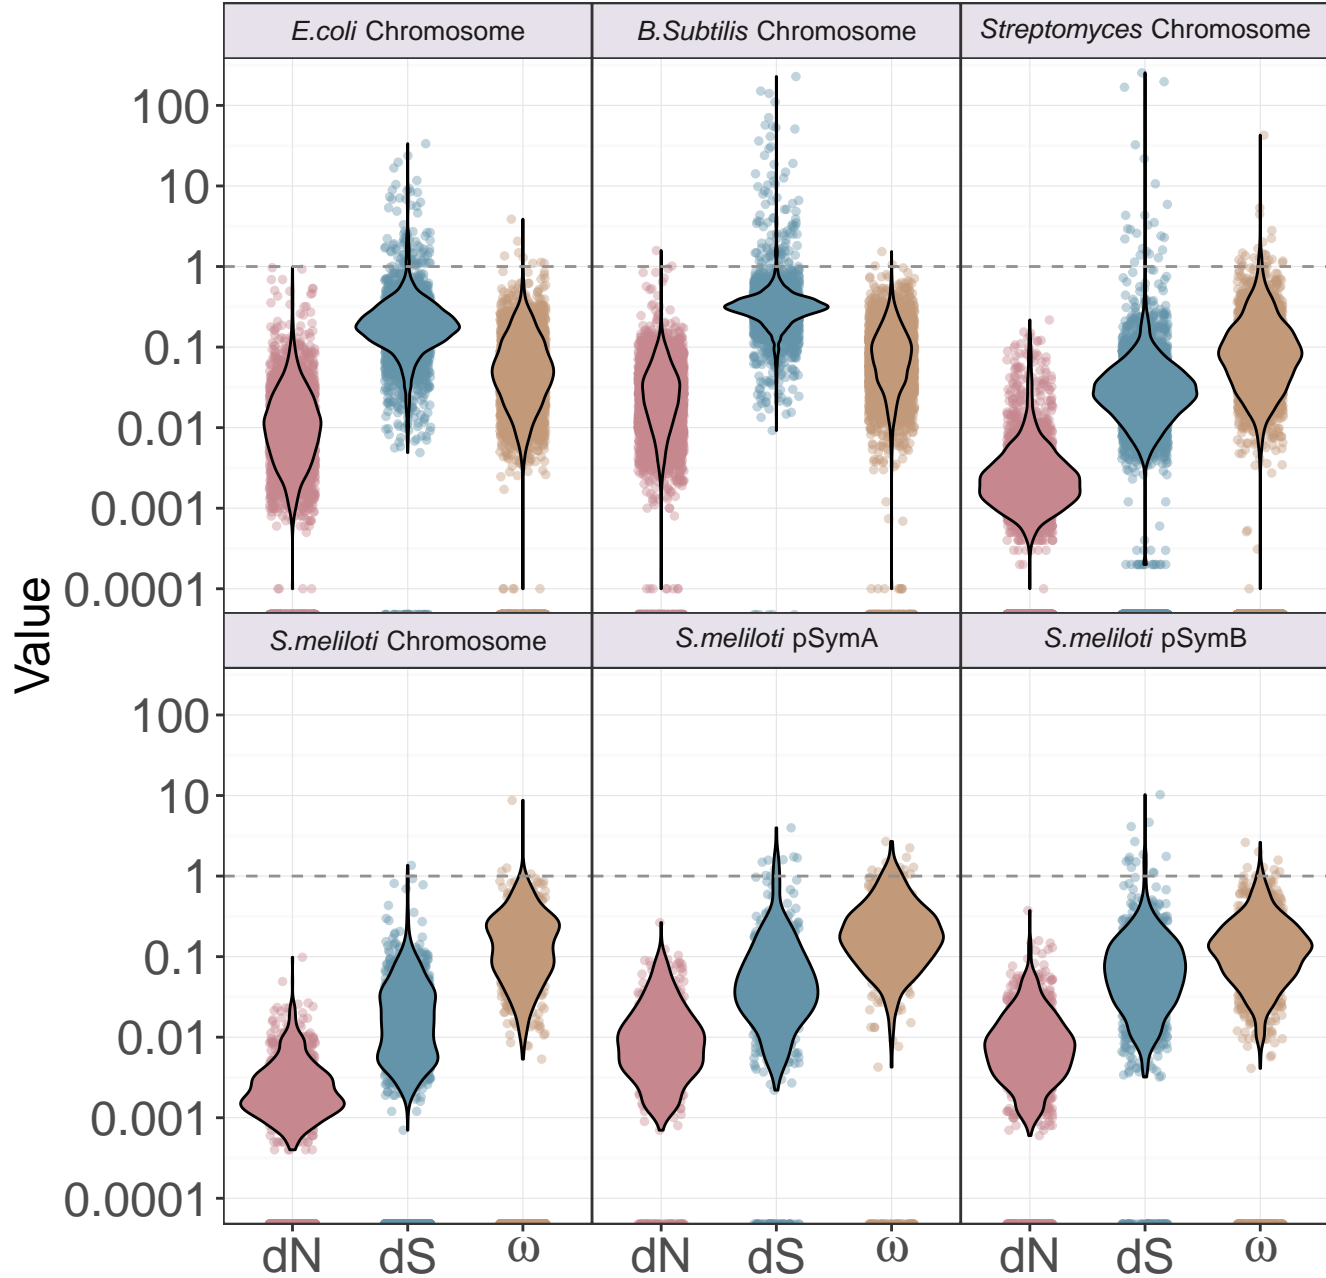 E.coli Chromosome
B.Subtilis Chromosome
Streptomyces Chromosome
100
10
1
0.1
0.01
0.001
0.0001
Value
S.meliloti Chromosome
S.meliloti pSymA
S.meliloti pSymB
100
10
1
0.1
0.01
0.001
0.0001
dN dS ω dN dS ω dN dS ω